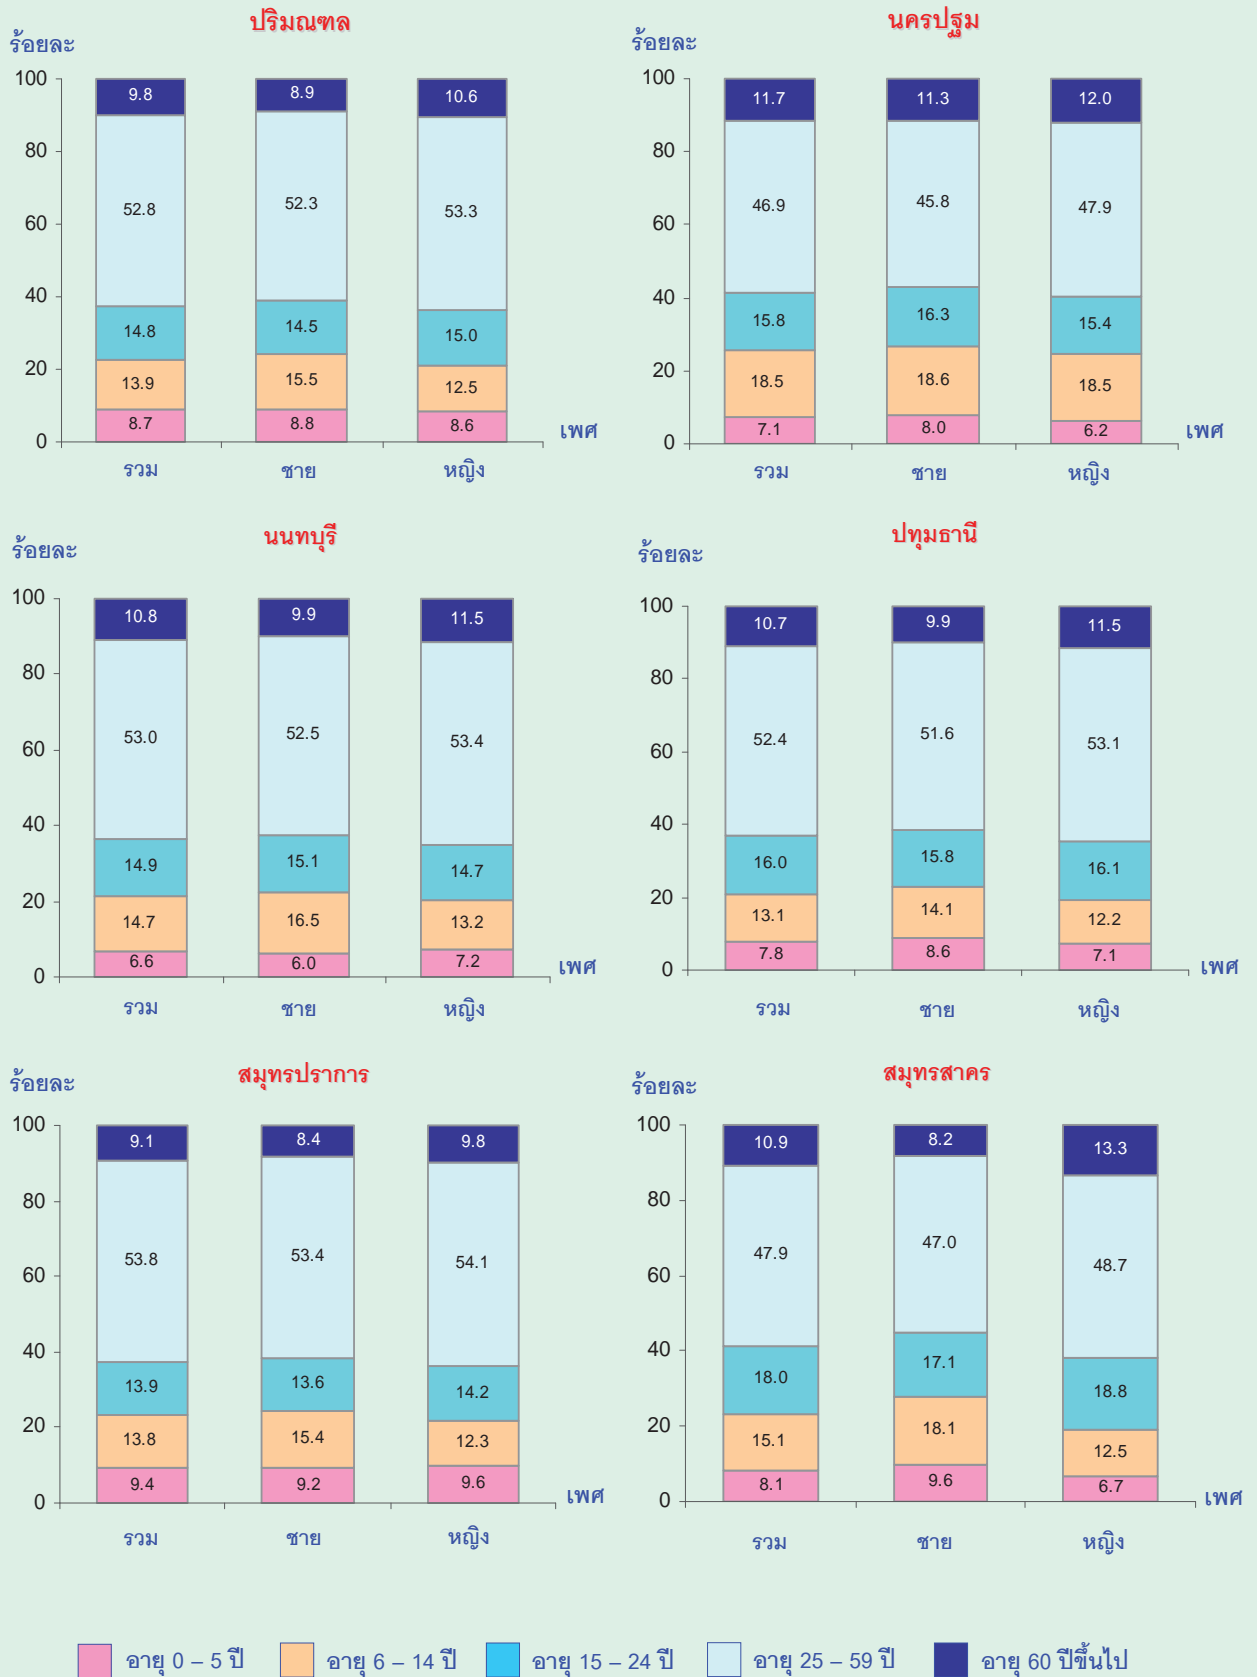 ปริมณฑล
ร้อยละ
100
80
60
40
20
0
9.8 8.9 10.6
52.8 52.3 53.3
14.8 14.5 15.0
13.9 15.5 12.5
8.7 8.8 8.6
เพศ
รวม ชาย หญิง
นครปฐม
ร้อยละ
100
80
60
40
20
0
11.7 11.3 12.0
46.9 45.8 47.9
15.8 16.3 15.4
18.5 18.6 18.5
7.1 8.0 6.2
เพศ
รวม ชาย หญิง
นนทบุรี
ร้อยละ
100
80
60
40
20
0
10.8 9.9 11.5
53.0 52.5 53.4
14.9 15.1 14.7
14.7 16.5 13.2
6.6 6.0 7.2
เพศ
รวม ชาย หญิง
ปทุมธานี
ร้อยละ
100
80
60
40
20
0
10.7 9.9 11.5
52.4 51.6 53.1
16.0 15.8 16.1
13.1 14.1 12.2
7.8 8.6 7.1
เพศ
รวม ชาย หญิง
สมุทรปราการ
ร้อยละ
100
80
60
40
20
0
9.1 8.4 9.8
53.8 53.4 54.1
13.9 13.6 14.2
13.8 15.4 12.3
9.4 9.2 9.6
เพศ
รวม ชาย หญิง
สมุทรสาคร
ร้อยละ
100
80
60
40
20
0
10.9 8.2 13.3
47.9 47.0 48.7
18.0 17.1 18.8
15.1 18.1 12.5
8.1 9.6 6.7
เพศ
รวม ชาย หญิง
อายุ 0 – 5 ปี อายุ 6 – 14 ปี อายุ 15 – 24 ปี อายุ 25 – 59 ปี อายุ 60 ปีขึ้นไป